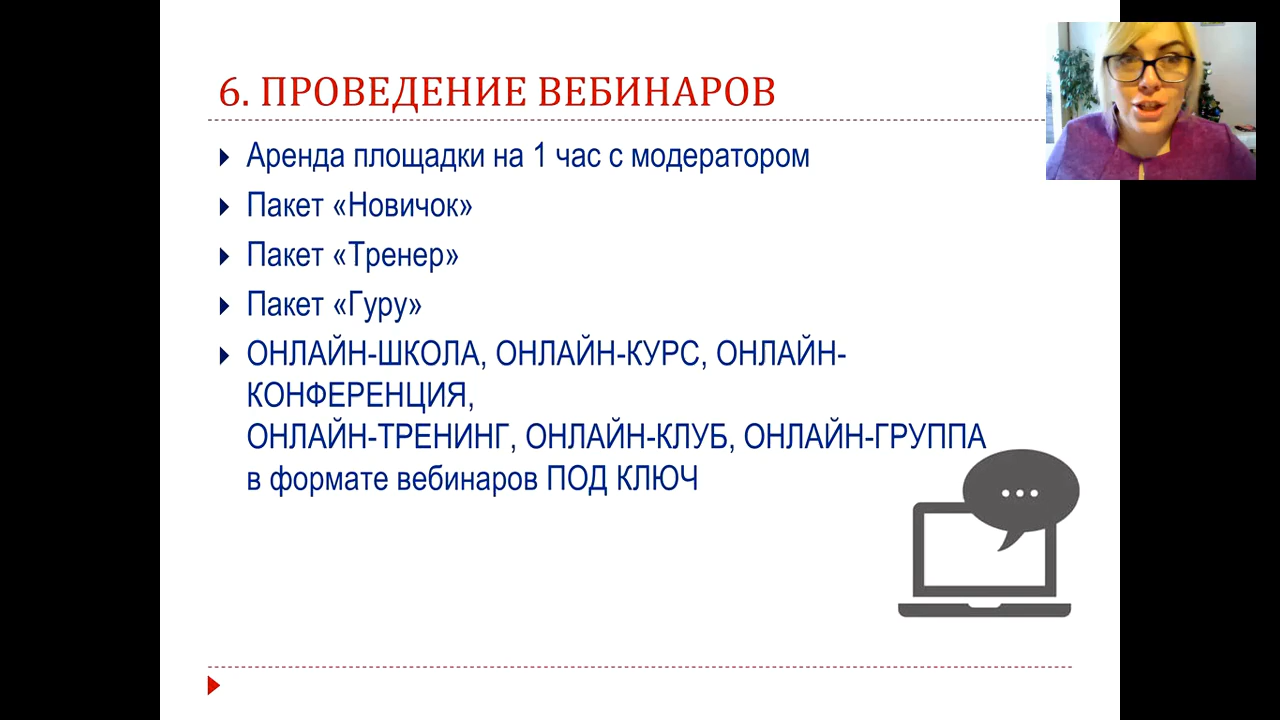 6. ПРОВЕДЕНИЕ ВЕБИНАРОВ
Аренда площадки на 1 час с модератором
Пакет «Новичок»
Пакет «Тренер»
Пакет «Гуру»
ОНЛАЙН-ШКОЛА, ОНЛАЙН-КУРС, ОНЛАЙН-
КОНФЕРЕНЦИЯ,
ОНЛАЙН-ТРЕНИНГ, ОНЛАЙН-КЛУБ, ОНЛАЙН-ГРУППА
в формате вебинаров ПОД КЛЮЧ